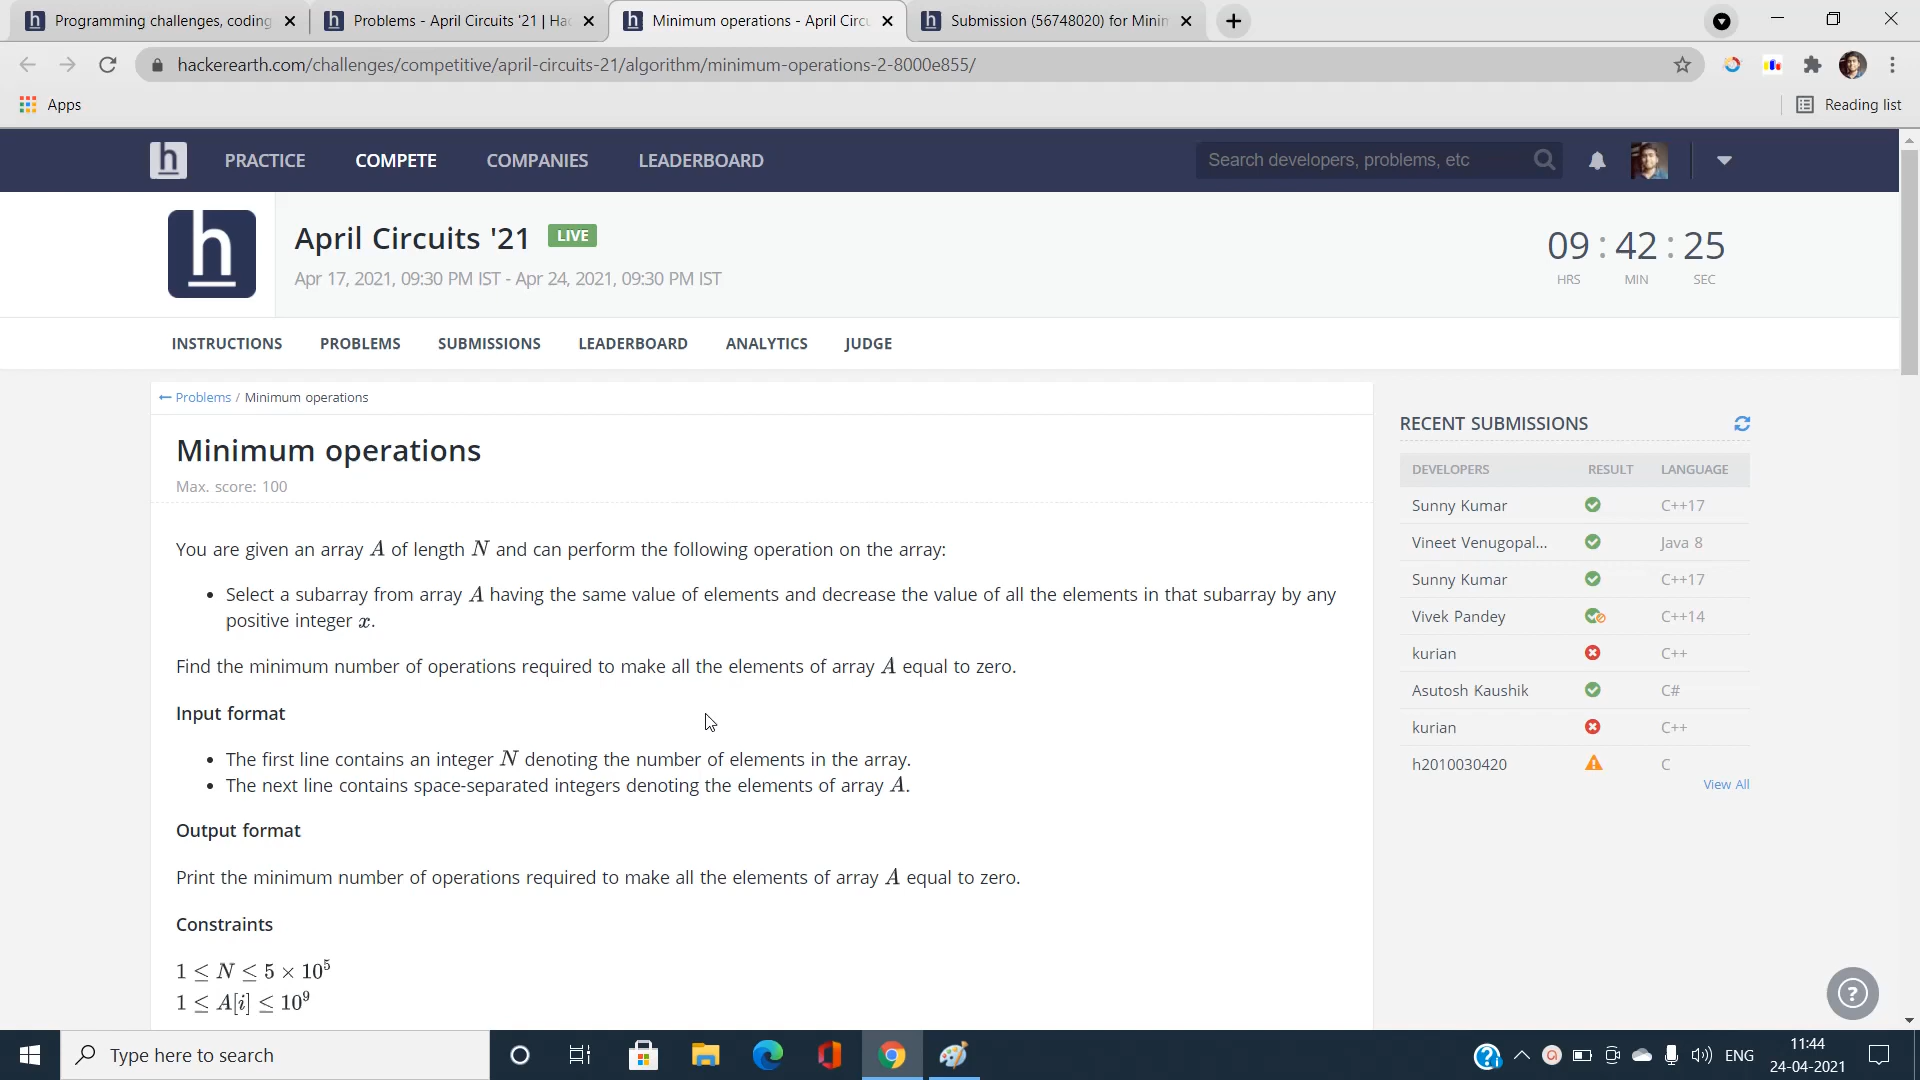 Programming challenges, coding
Problems - April Circuits '21 | Ha
Minimum operations - April Circu
Submission (56748020) for Minim
hackerearth.com/challenges/competitive/april-circuits-21/algorithm/minimum-operations-2-8000e855/
Apps
Reading list
h
PRACTICE
COMPETE
COMPANIES
LEADERBOARD
Search developers, problems, etc
h
April Circuits '21
LIVE
Apr 17, 2021, 09:30 PM IST - Apr 24, 2021, 09:30 PM IST
09 : 42 : 25
HRS MIN SEC
INSTRUCTIONS
PROBLEMS
SUBMISSIONS
LEADERBOARD
ANALYTICS
JUDGE
← Problems / Minimum operations
Minimum operations
Max. score: 100
You are given an array A of length N and can perform the following operation on the array:
• Select a subarray from array A having the same value of elements and decrease the value of all the elements in that subarray by any
positive integer x.
Find the minimum number of operations required to make all the elements of array A equal to zero.
Input format
• The first line contains an integer N denoting the number of elements in the array.
• The next line contains space-separated integers denoting the elements of array A.
Output format
Print the minimum number of operations required to make all the elements of array A equal to zero.
Constraints
1 ≤ N ≤ 5 × 10⁵
1 ≤ A[i] ≤ 10⁹
RECENT SUBMISSIONS
DEVELOPERS RESULT LANGUAGE
Sunny Kumar C++17
Vineet Venugopal... Java 8
Sunny Kumar C++17
Vivek Pandey C++14
kurian C++
Asutosh Kaushik C#
kurian C++
h2010030420 C
View All
Type here to search
ENG
11:44
24-04-2021